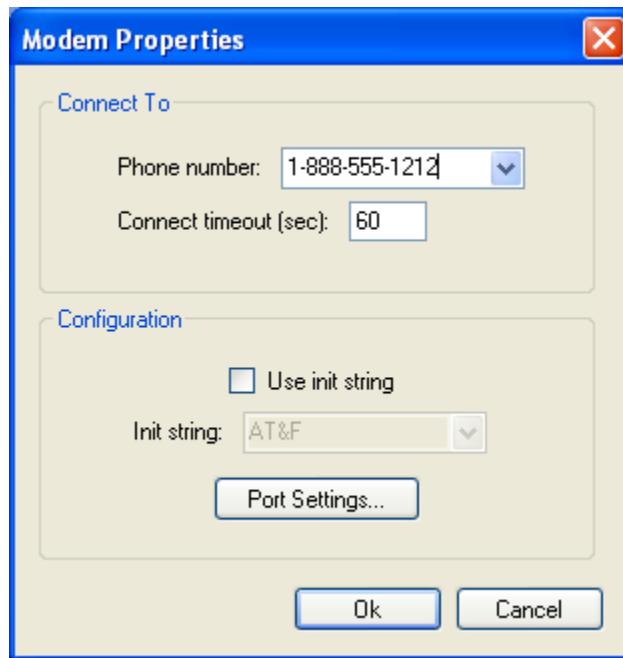 Modem Properties
Connect To
Phone number: 1-888-555-1212
Connect timeout (sec): 60
Configuration
Use init string
Init string: AT&F
Port Settings...
Ok Cancel